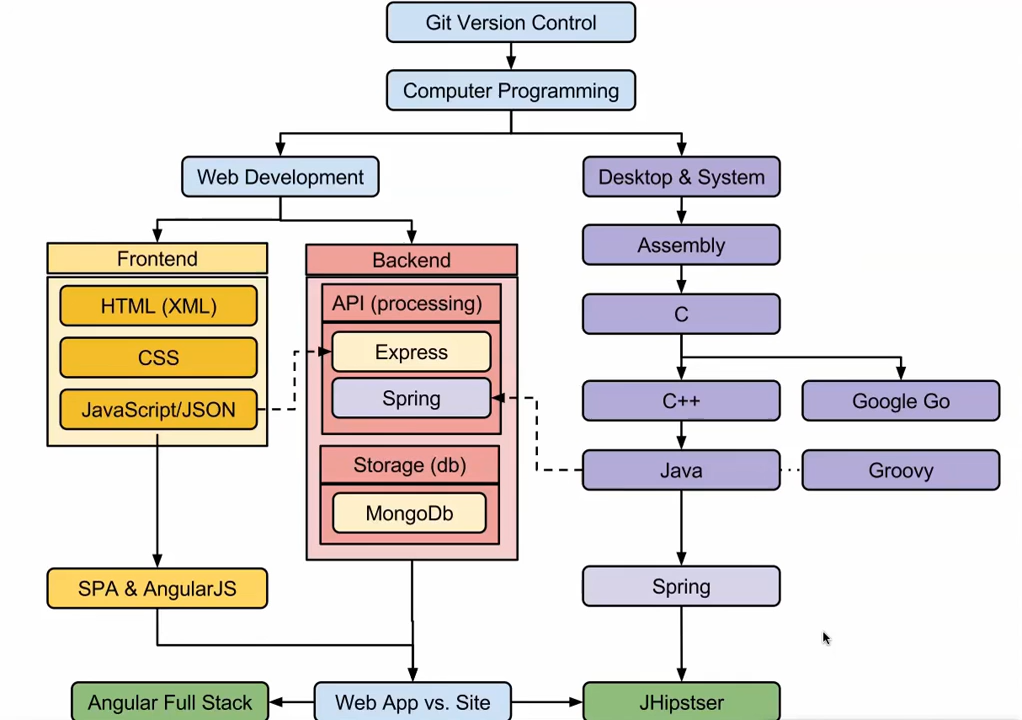 Git Version Control
Computer Programming
Web Development
Desktop & System
Frontend
HTML (XML)
CSS
JavaScript/JSON
Backend
API (processing)
Express
Spring
Storage (db)
MongoDb
Assembly
C
C++
Google Go
Java
Groovy
SPA & AngularJS
Spring
Angular Full Stack
Web App vs. Site
JHipstser